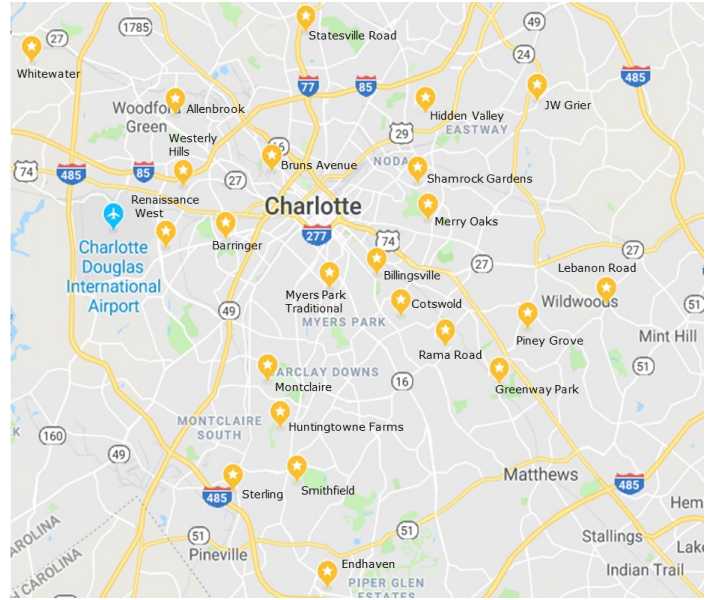 Statesville Road
1785
27
49
Whitewater
24
77
85
485
JW Grier
Woodford
Green
Allenbrook
Hidden Valley
EASTWAY
29
Westerly
Hills
16
Bruns Avenue
NODA
74
485
85
27
Shamrock Gardens
Renaissance
West
Charlotte
Merry Oaks
277
Barringer
74
Charlotte
Douglas
International
Airport
27
27
Billingsville
Lebanon Road
Myers Park
Traditional
Cotswold
Wildwoods
51
49
MYERS PARK
Piney Grove
Mint Hill
Rama Road
51
BARCLAY DOWNS
Montclaire
16
Greenway Park
Huntingtowne Farms
MONTCLAIRE
SOUTH
K
160
49
Matthews
485
Sterling
Smithfield
485
Hem
CAROLINA
H CAROLINA
51
51
Stallings
Pineville
Lake
Indian Trail
Endhaven
PIPER GLEN
ESTATES